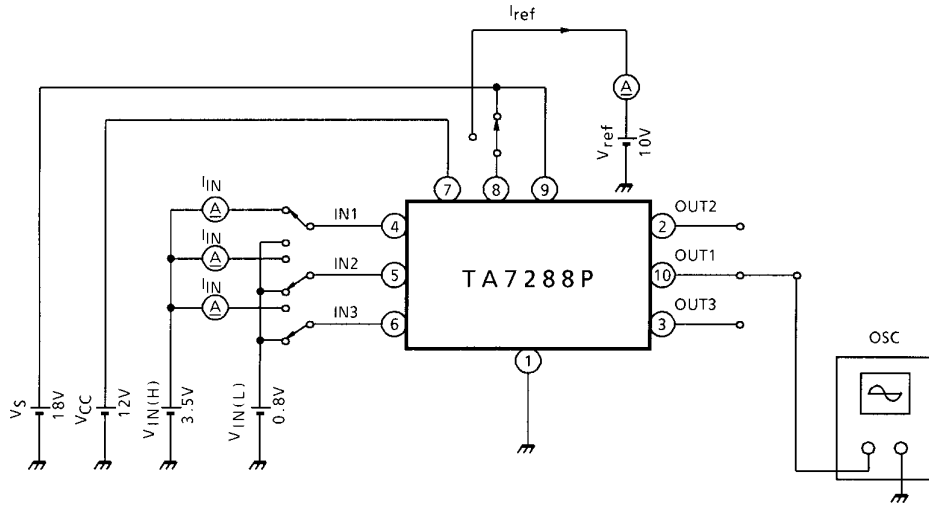 Iref
A
Vref
10V
7
8
9
IIN
A
IN1
4
IIN
A
IN2
5
IIN
A
IN3
6
TA7288P
2
OUT2
10
OUT1
3
OUT3
1
OSC
VS
18V
VCC
12V
VIN(H)
3.5V
VIN(L)
0.8V